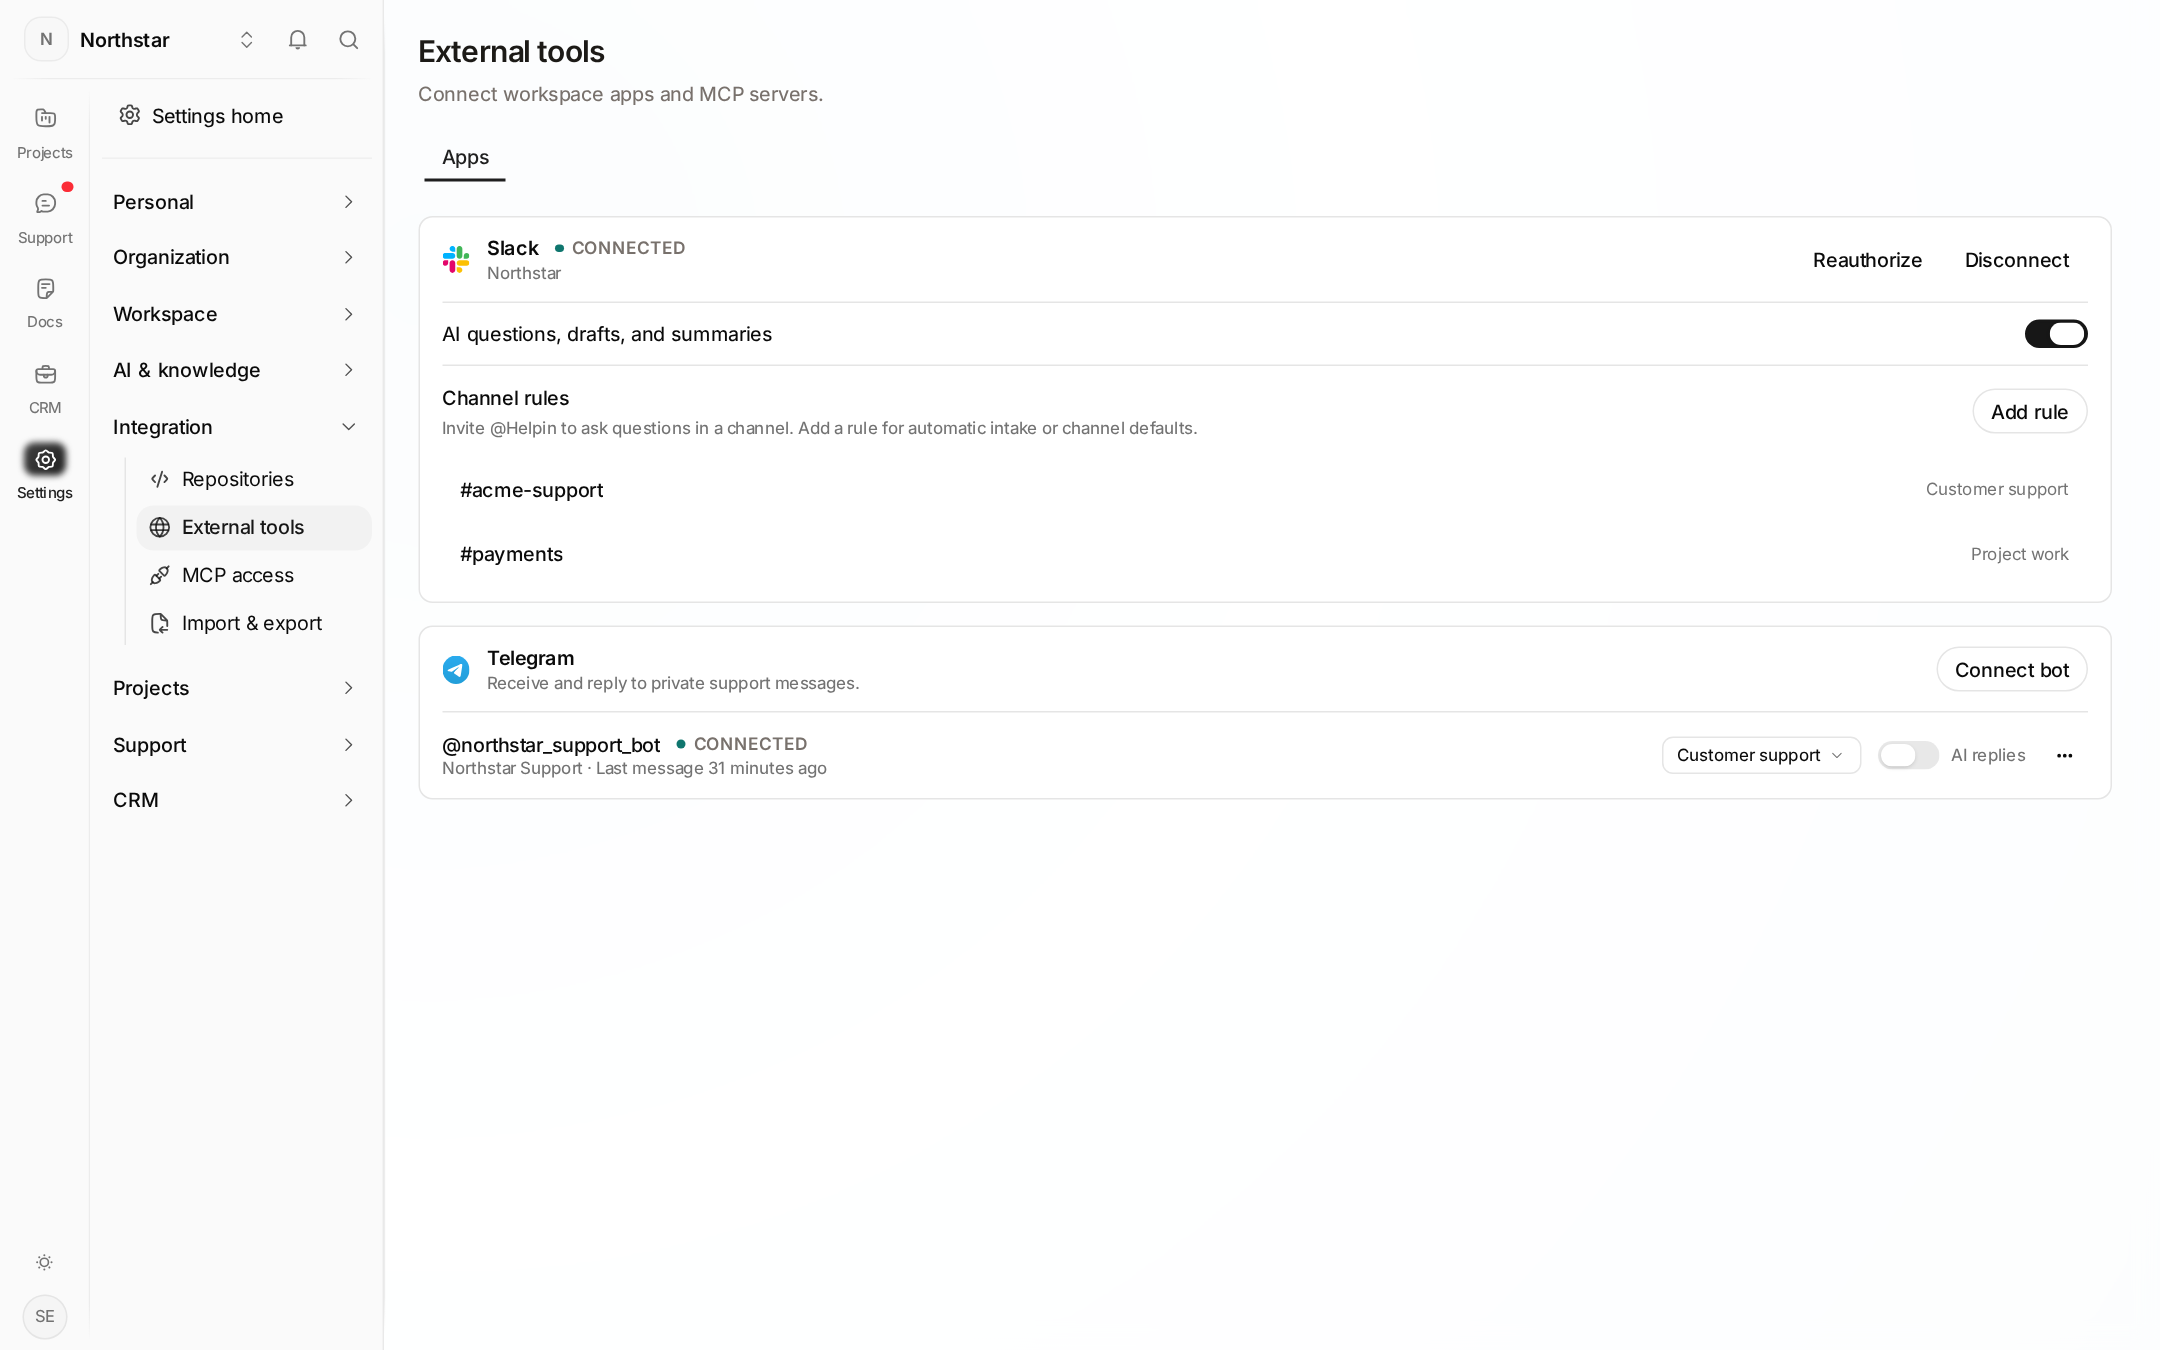 N
Northstar
Projects
Support
Docs
CRM
Settings
SE
Settings home
Personal
Organization
Workspace
AI & knowledge
Integration
Repositories
External tools
MCP access
Import & export
Projects
Support
CRM
External tools
Connect workspace apps and MCP servers.
Apps
Slack CONNECTED
Northstar
Reauthorize Disconnect
AI questions, drafts, and summaries
Channel rules
Invite @Helpin to ask questions in a channel. Add a rule for automatic intake or channel defaults.
Add rule
#acme-support Customer support
#payments Project work
Telegram
Receive and reply to private support messages.
Connect bot
@northstar_support_bot CONNECTED
Northstar Support · Last message 31 minutes ago
Customer support AI replies